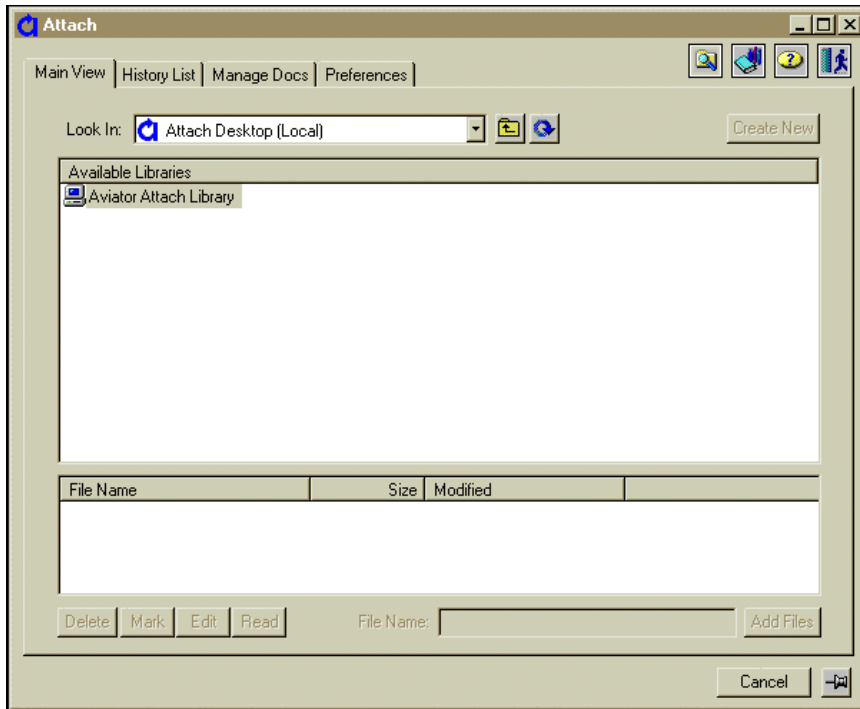 Attach
Main View History List Manage Docs Preferences
Look In: Attach Desktop (Local) Create New
Available Libraries
Aviator Attach Library
File Name Size Modified
Delete Mark Edit Read File Name: Add Files
Cancel